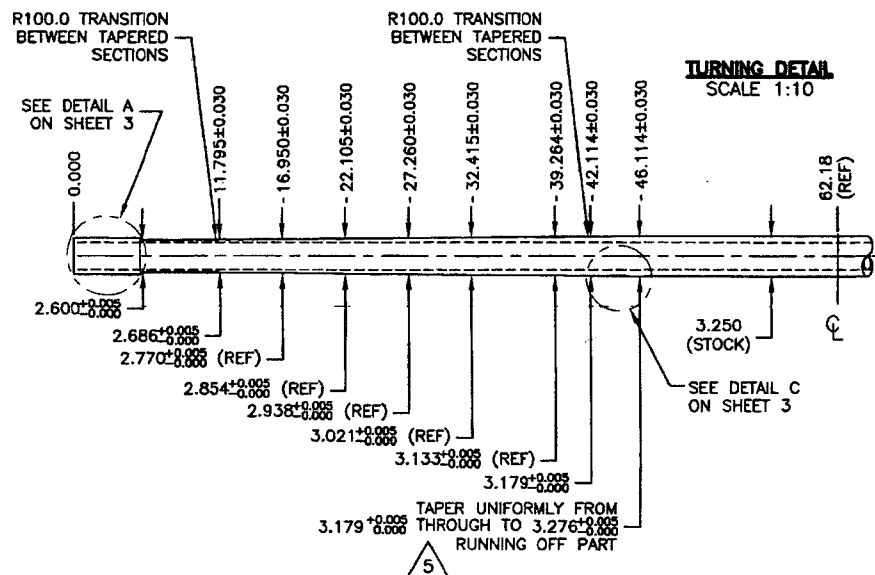 R100.0 TRANSITION
BETWEEN TAPERED
SECTIONS
R100.0 TRANSITION
BETWEEN TAPERED
SECTIONS
TURNING DETAIL
SCALE 1:10
SEE DETAIL A
ON SHEET 3
0.000
11.795±0.030
16.950±0.030
22.105±0.030
27.260±0.030
32.415±0.030
39.264±0.030
42.114±0.030
46.114±0.030
62.18
(REF)
2.600+0.005 -0.000
2.686+0.005 -0.000
2.770+0.005 -0.000 (REF)
2.854+0.005 -0.000 (REF)
2.938+0.005 -0.000 (REF)
3.021+0.005 -0.000 (REF)
3.133+0.005 -0.000 (REF)
3.179+0.005 -0.000
3.250
(STOCK)
℄
SEE DETAIL C
ON SHEET 3
TAPER UNIFORMLY FROM
3.179 +0.005 0.000 THROUGH TO 3.276+0.005 -0.000
RUNNING OFF PART
5